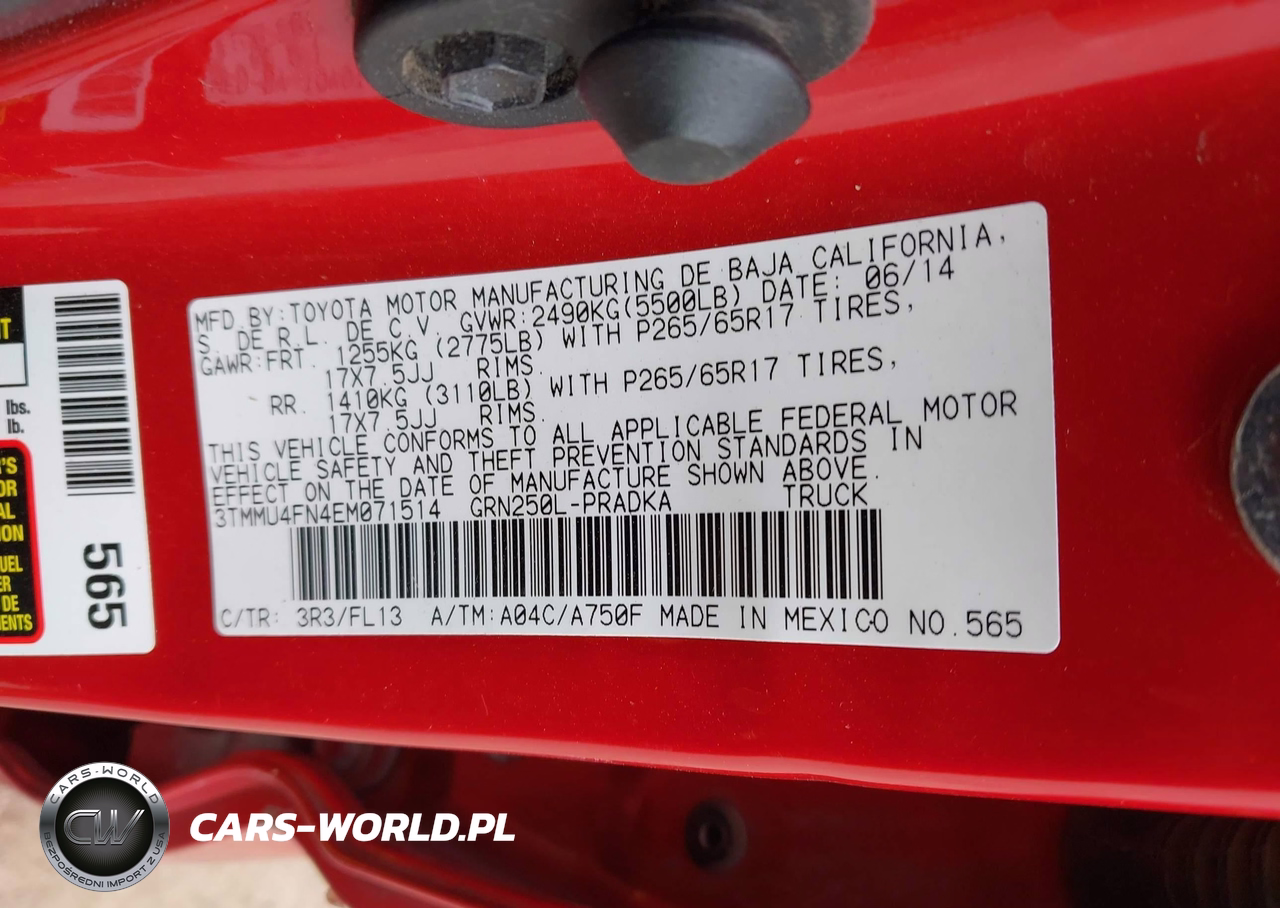 MFD. BY:TOYOTA MOTOR MANUFACTURING DE BAJA CALIFORNIA,
S. DE R.L. DE C.V. GVWR:2490KG(5500LB) DATE: 06/14
GAWR:FRT. 1255KG (2775LB) WITH P265/65R17 TIRES,
17X7.5JJ RIMS.
RR. 1410KG (3110LB) WITH P265/65R17 TIRES,
17X7.5JJ RIMS.
THIS VEHICLE CONFORMS TO ALL APPLICABLE FEDERAL MOTOR
VEHICLE SAFETY AND THEFT PREVENTION STANDARDS IN
EFFECT ON THE DATE OF MANUFACTURE SHOWN ABOVE.
3TMMU4FN4EM071514 GRN250L-PRADKA TRUCK
C/TR: 3R3/FL13 A/TM:A04C/A750F MADE IN MEXICO NO.565
lbs.
lb.
565
CARS-WORLD
CW
BEZPOŚREDNI IMPORT Z USA
CARS-WORLD.PL